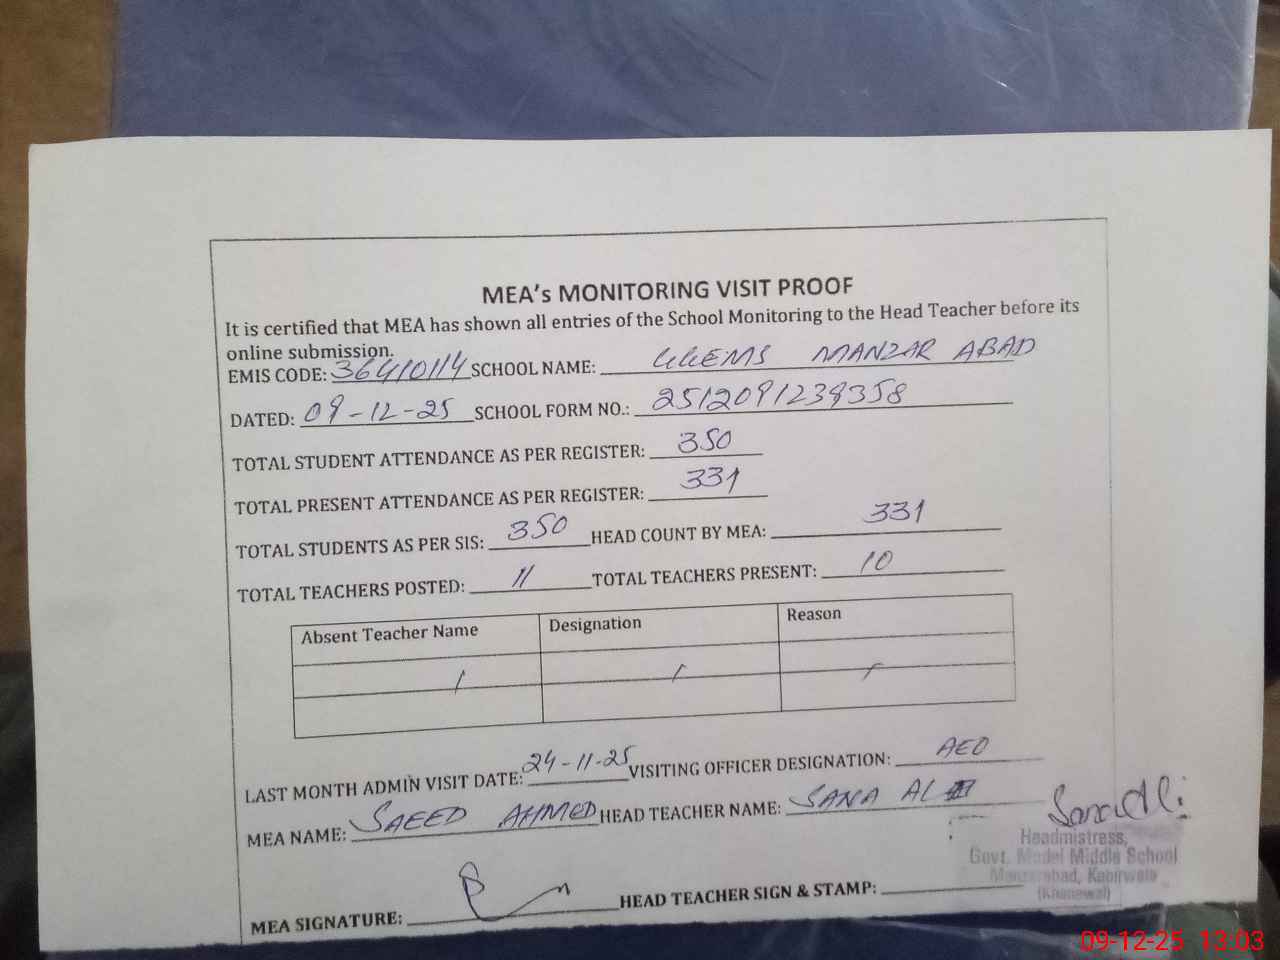 MEA's MONITORING VISIT PROOF
It is certified that MEA has shown all entries of the School Monitoring to the Head Teacher before its
online submission.
EMIS CODE: 36410114 SCHOOL NAME: GGEMS MANZAR ABAD
DATED: 09-12-25 SCHOOL FORM NO.: 2512091239358
TOTAL STUDENT ATTENDANCE AS PER REGISTER: 350
TOTAL PRESENT ATTENDANCE AS PER REGISTER: 331
TOTAL STUDENTS AS PER SIS: 350 HEAD COUNT BY MEA: 331
TOTAL TEACHERS POSTED: 11 TOTAL TEACHERS PRESENT: 10
Absent Teacher Name Designation Reason
/ / /
LAST MONTH ADMIN VISIT DATE: 24-11-25 VISITING OFFICER DESIGNATION: AEO
MEA NAME: SAEED AHMED HEAD TEACHER NAME: SANA ALI
Sana Ali
Headmistress,
Govt. Model Middle School
Manzarabad, Kabirwala
(Khanewal)
MEA SIGNATURE: HEAD TEACHER SIGN & STAMP:
09-12-25 13:03